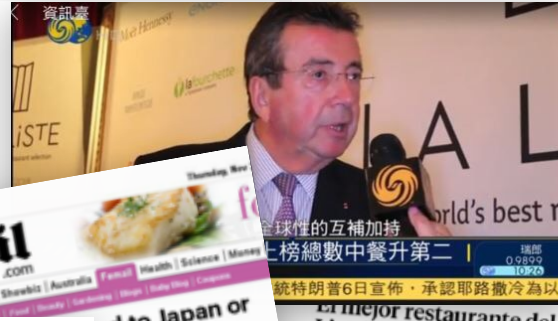 資訊臺
Moët Hennessy
lafourchette
LiSTE
LA L
orld's best r
全球性的互補加持
上榜總數中餐升第二
瑞郎
0.9899
10:26
統特朗普6日宣佈，承認耶路撒冷為以
Thursday, Nov
il
.com
fe
Showbiz | Australia | Femail | Health | Science | Money
Food | Beauty | Gardening | Blogs | Baby Blog | Coupons
to Japan or
El mejor restaurante del